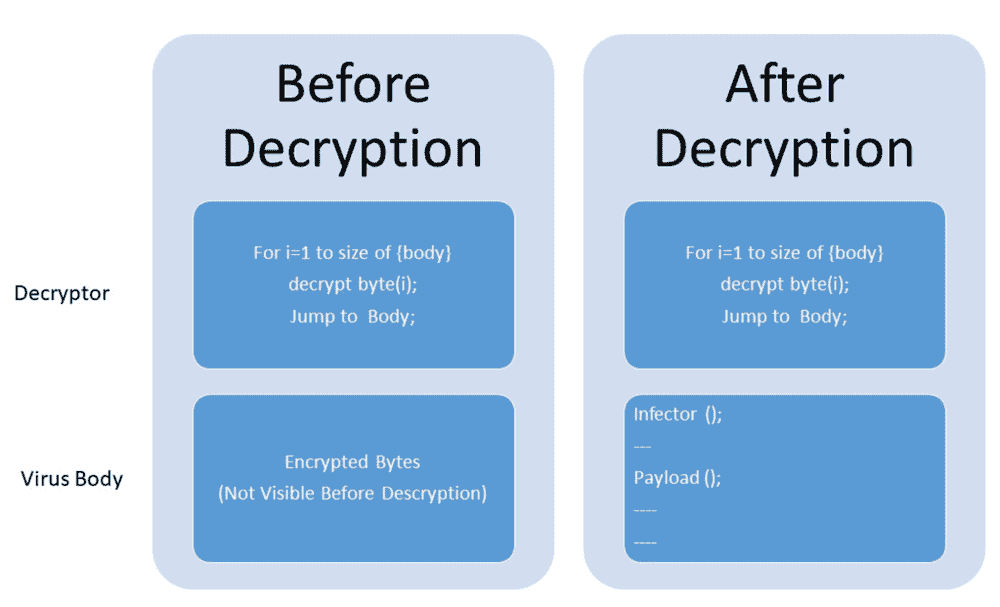 Before
Decryption
After
Decryption
Decryptor
For i=1 to size of {body}
decrypt byte(i);
Jump to Body;
For i=1 to size of {body}
decrypt byte(i);
Jump to Body;
Virus Body
Encrypted Bytes
(Not Visible Before Descryption)
Infector ();
---
Payload ();
----
----